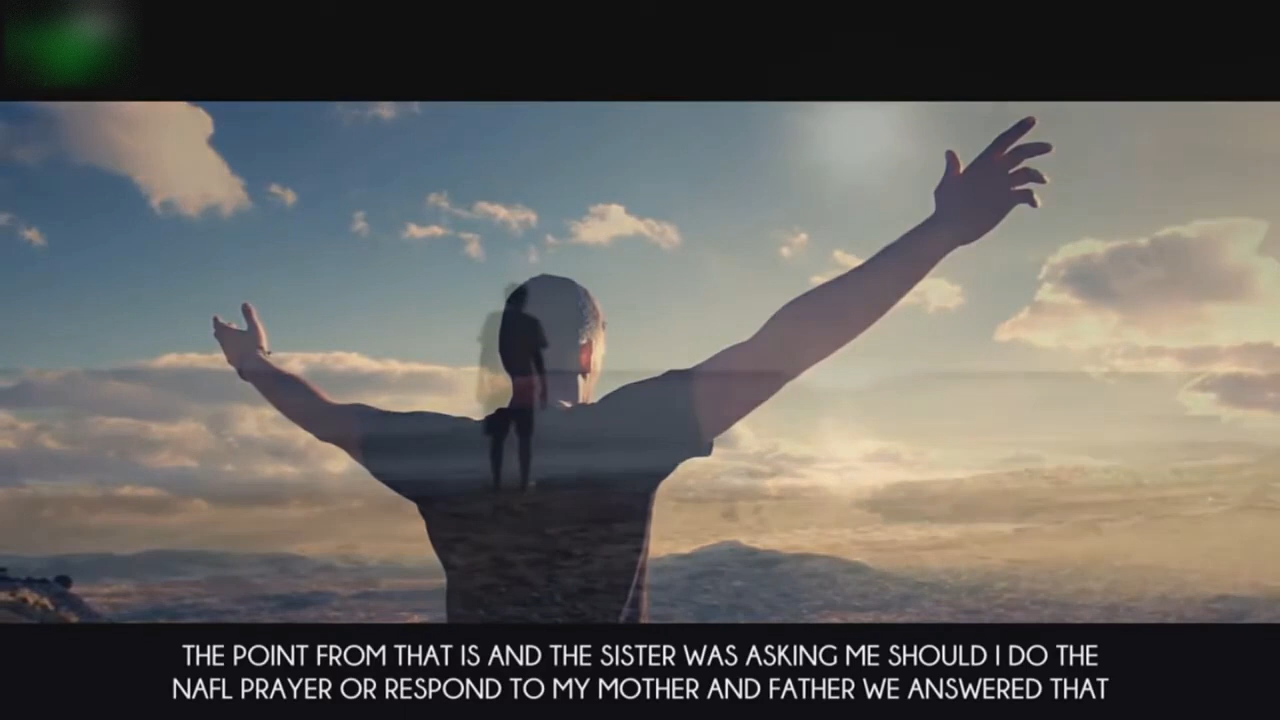 THE POINT FROM THAT IS AND THE SISTER WAS ASKING ME SHOULD I DO THE
NAFL PRAYER OR RESPOND TO MY MOTHER AND FATHER WE ANSWERED THAT